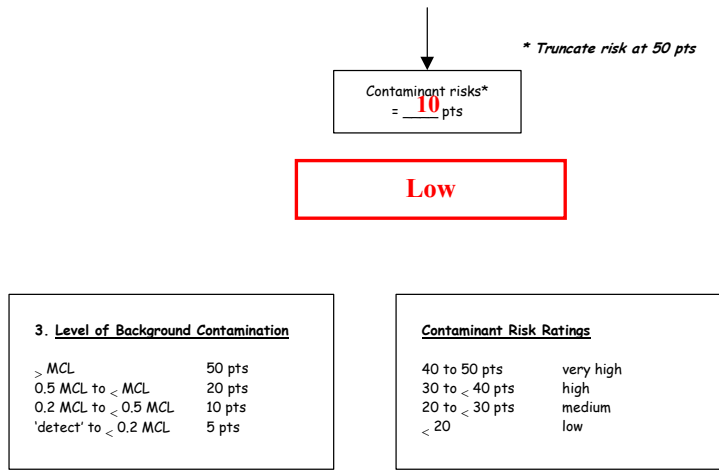 * Truncate risk at 50 pts
Contaminant risks*
= _____ pts
10
Low
3. Level of Background Contamination
> MCL 50 pts
0.5 MCL to < MCL 20 pts
0.2 MCL to < 0.5 MCL 10 pts
‘detect’ to < 0.2 MCL 5 pts
Contaminant Risk Ratings
40 to 50 pts very high
30 to < 40 pts high
20 to < 30 pts medium
< 20 low